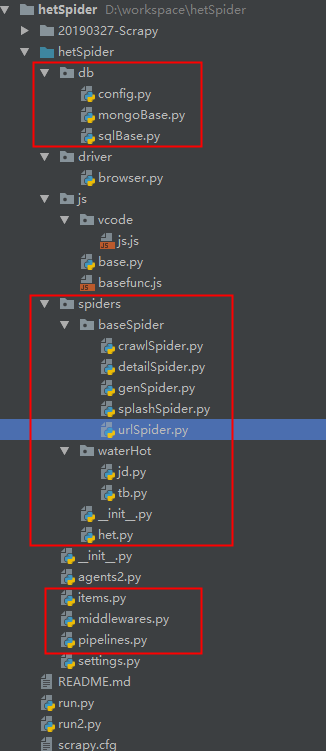 hetSpider D:\workspace\hetSpider
20190327-Scrapy
hetSpider
db
config.py
mongoBase.py
sqlBase.py
driver
browser.py
js
vcode
js.js
base.py
basefunc.js
spiders
baseSpider
crawlSpider.py
detailSpider.py
genSpider.py
splashSpider.py
urlSpider.py
waterHot
jd.py
tb.py
__init__.py
het.py
__init__.py
agents2.py
items.py
middlewares.py
pipelines.py
settings.py
README.md
run.py
run2.py
scrapy.cfg